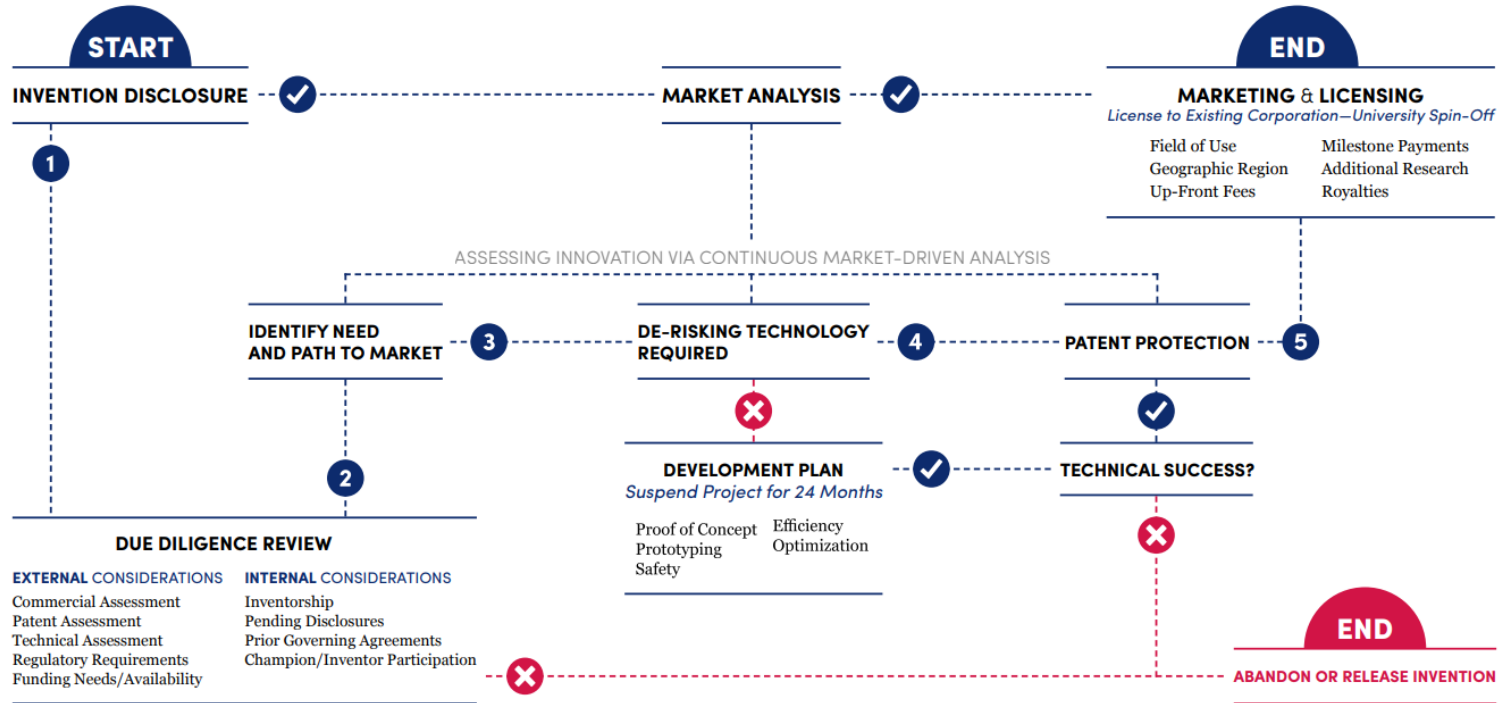 START
END
INVENTION DISCLOSURE
MARKET ANALYSIS
MARKETING & LICENSING
License to Existing Corporation—University Spin-Off
Field of Use
Geographic Region
Up-Front Fees
Milestone Payments
Additional Research
Royalties
1
ASSESSING INNOVATION VIA CONTINUOUS MARKET-DRIVEN ANALYSIS
IDENTIFY NEED
AND PATH TO MARKET
3
DE-RISKING TECHNOLOGY
REQUIRED
4
PATENT PROTECTION
5
2
DEVELOPMENT PLAN
Suspend Project for 24 Months
Proof of Concept
Prototyping
Safety
Efficiency
Optimization
TECHNICAL SUCCESS?
DUE DILIGENCE REVIEW
EXTERNAL CONSIDERATIONS
Commercial Assessment
Patent Assessment
Technical Assessment
Regulatory Requirements
Funding Needs/Availability
INTERNAL CONSIDERATIONS
Inventorship
Pending Disclosures
Prior Governing Agreements
Champion/Inventor Participation
END
ABANDON OR RELEASE INVENTION